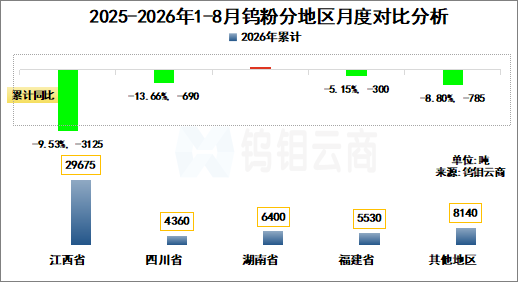 2025-2026年1-8月钨粉分地区月度对比分析
2026年累计
累计同比
-9.53%, -3125
-13.66%, -690
-5.15%, -300
-8.80%, -785
钨钼云商
单位: 吨
来源: 钨钼云商
29675
4360
6400
5530
8140
江西省
四川省
湖南省
福建省
其他地区